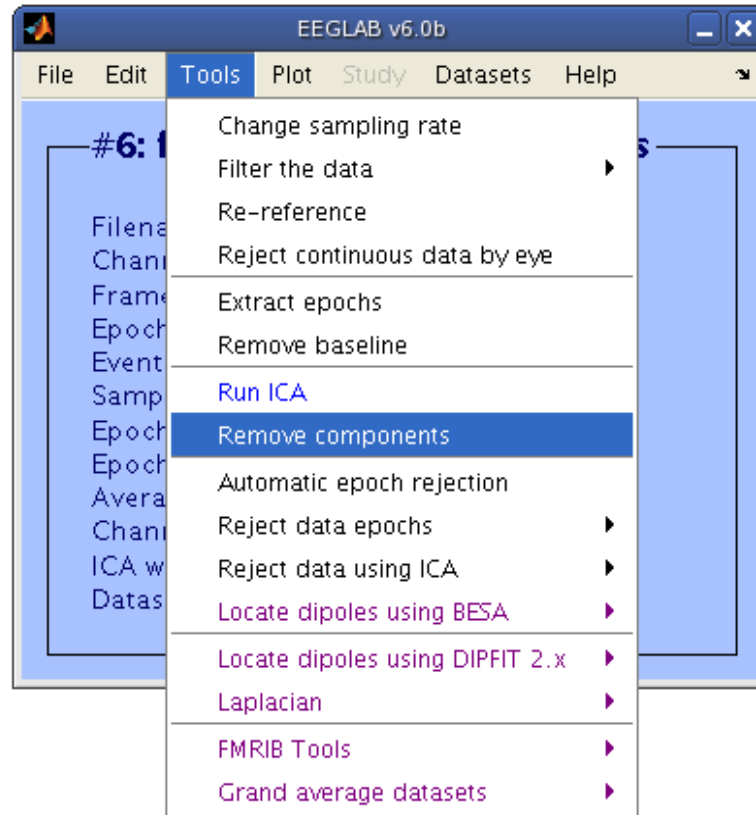 EEGLAB v6.0b
File Edit Tools Plot Study Datasets Help
#6:
Change sampling rate
Filter the data
Re-reference
Reject continuous data by eye
Extract epochs
Remove baseline
Run ICA
Remove components
Automatic epoch rejection
Reject data epochs
Reject data using ICA
Locate dipoles using BESA
Locate dipoles using DIPFIT 2.x
Laplacian
FMRIB Tools
Grand average datasets
Filena
Chann
Frame
Epoch
Event
Samp
Epoch
Epoch
Avera
Chann
ICA w
Datas